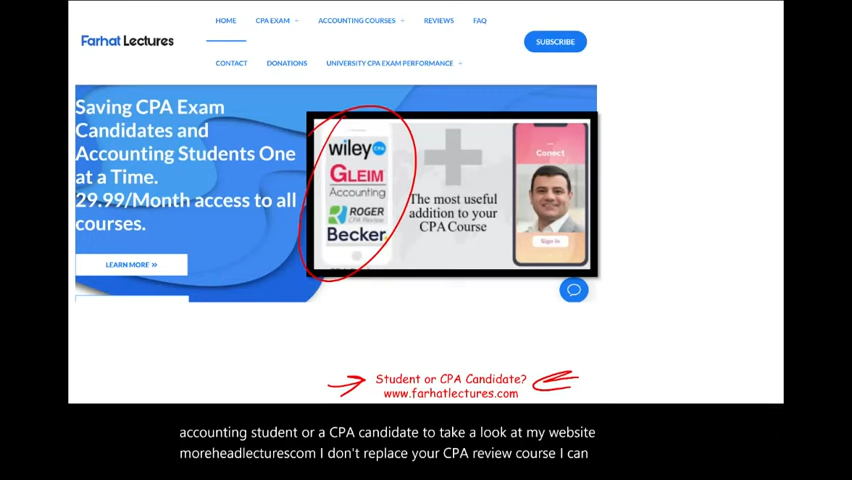 HOME
CPA EXAM
ACCOUNTING COURSES
REVIEWS
FAQ
Farhat Lectures
SUBSCRIBE
CONTACT
DONATIONS
UNIVERSITY CPA EXAM PERFORMANCE
Saving CPA Exam
Candidates and
Accounting Students One
at a Time.
29.99/Month access to all
courses.
LEARN MORE
wiley CPA
GLEIM
Accounting
ROGER
CPA Review
Becker
The most useful
addition to your
CPA Course
Conect
Sign in
Student or CPA Candidate?
www.farhatlectures.com
accounting student or a CPA candidate to take a look at my website
moreheadlecturescom I don't replace your CPA review course I can